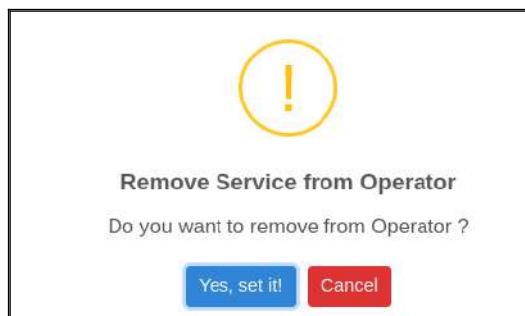 !
Remove Service from Operator
Do you want to remove from Operator ?
Yes, set it! Cancel